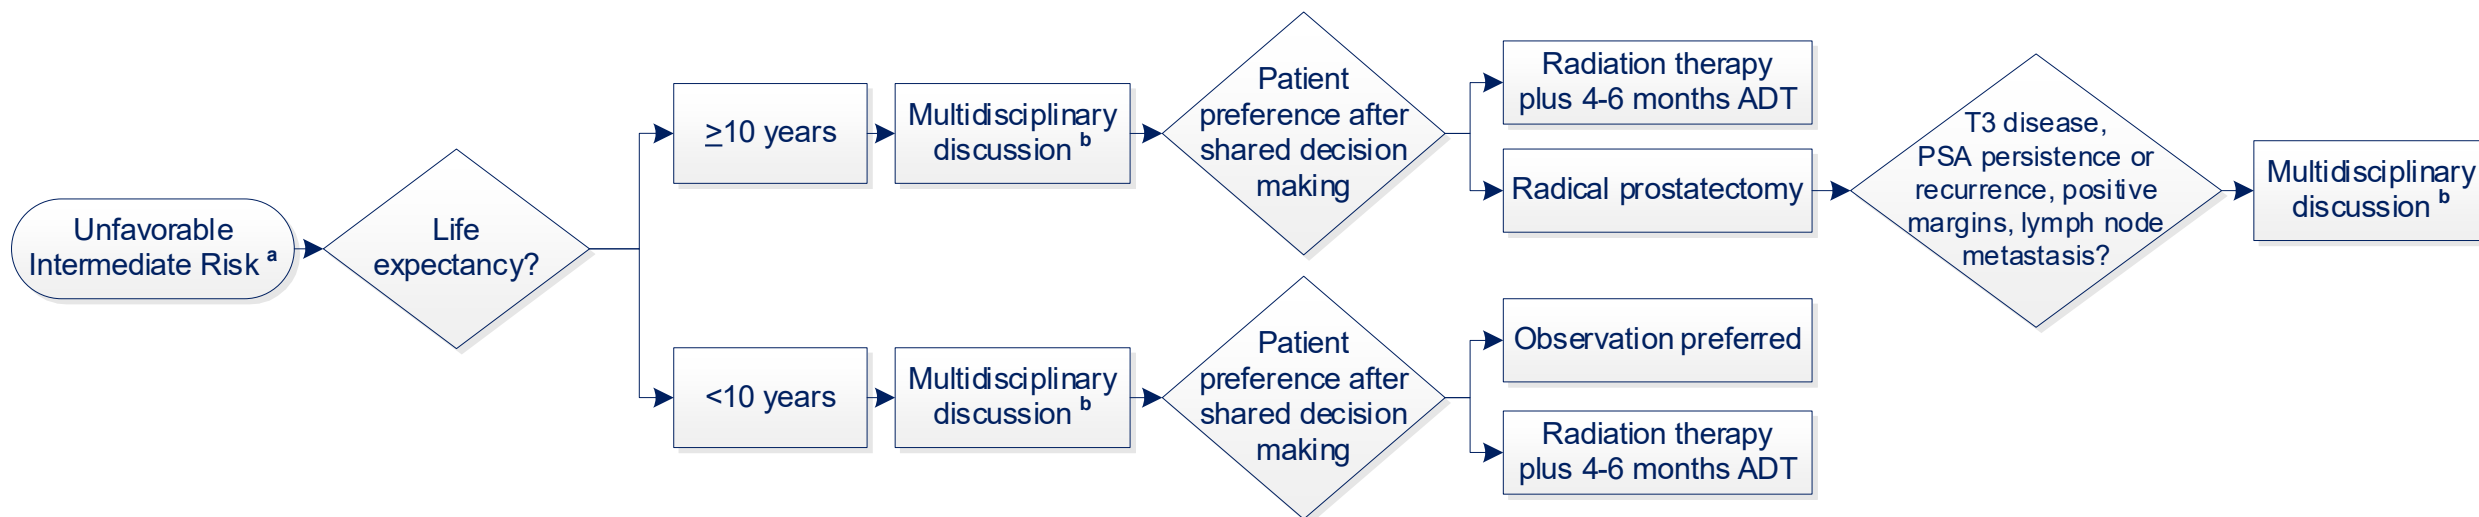 Unfavorable
Intermediate Risk a
Life
expectancy?
≥10 years
Multidisciplinary
discussion b
Patient
preference after
shared decision
making
Radiation therapy
plus 4-6 months ADT
Radical prostatectomy
T3 disease,
PSA persistence or
recurrence, positive
margins, lymph node
metastasis?
Multidisciplinary
discussion b
<10 years
Multidisciplinary
discussion b
Patient
preference after
shared decision
making
Observation preferred
Radiation therapy
plus 4-6 months ADT